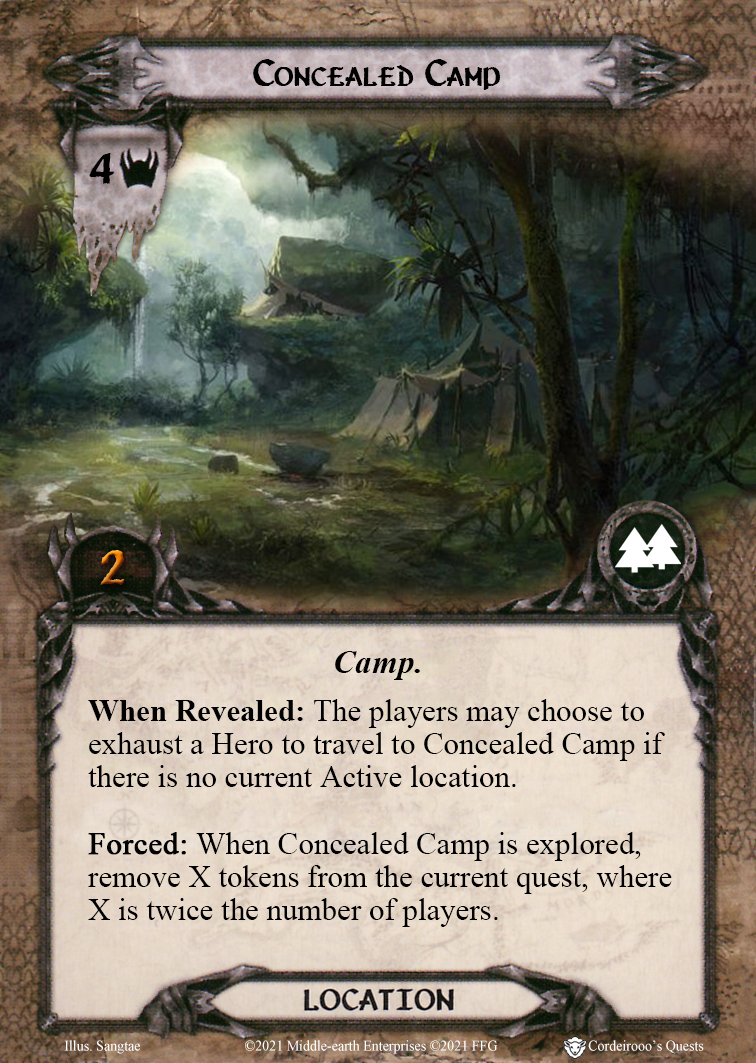 Concealed Camp
4
2
Camp.
When Revealed: The players may choose to
exhaust a Hero to travel to Concealed Camp if
there is no current Active location.
Forced: When Concealed Camp is explored,
remove X tokens from the current quest, where
X is twice the number of players.
LOCATION
Illus. Sangtae ©2021 Middle-earth Enterprises ©2021 FFG Cordeirooo's Quests